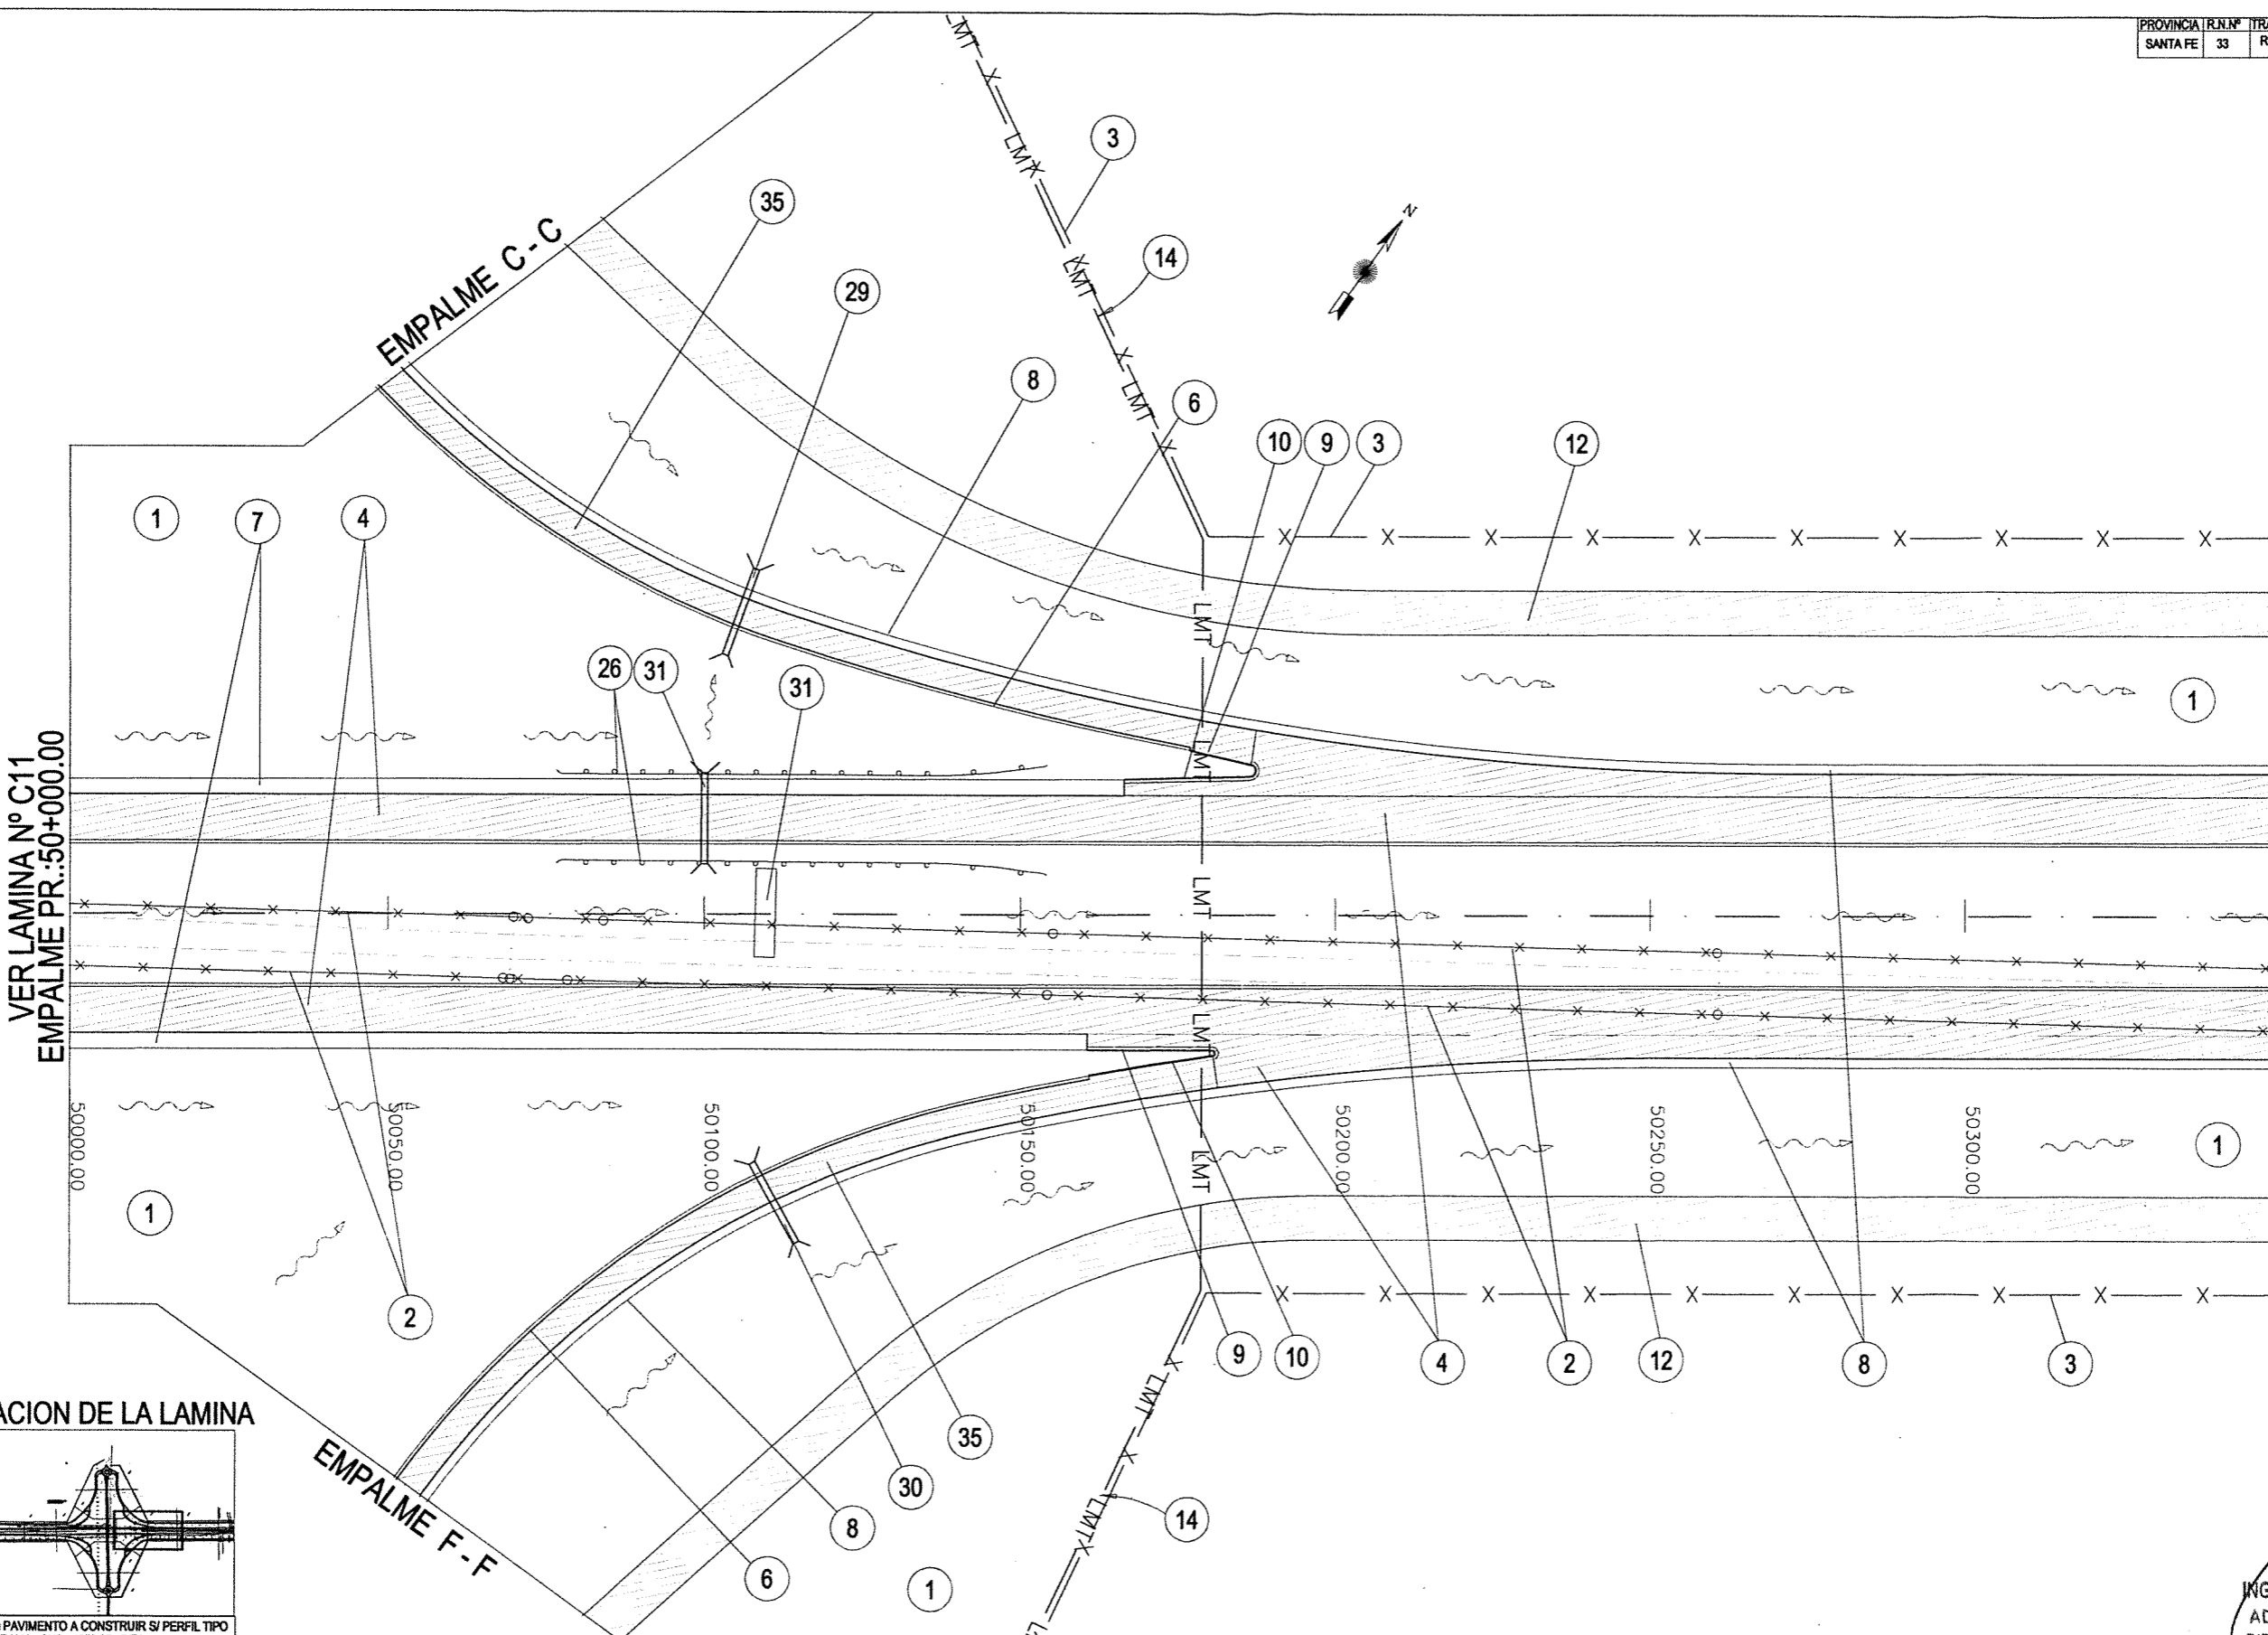 PROVINCIA R.N.Nº
SANTA FE 33
LMT
3
LMT
35
N
EMPALME C - C
14
LMT
29
8
LMT
6
10 9 3
12
1 7 4
LMT
26 31
31
1
LMT
VER LAMINA Nº C11
EMPALME PR.:50+000.00
LMT
LM
50000.00
50050.00
50100.00
50150.00
50200.00
50250.00
50300.00
LMT
1
1
2
9 10 4 2 12 8 3
LMT
ACION DE LA LAMINA
35
EMPALME F - F
30
8
LMT
14
6
1
PAVIMENTO A CONSTRUIR S/ PERFIL TIPO